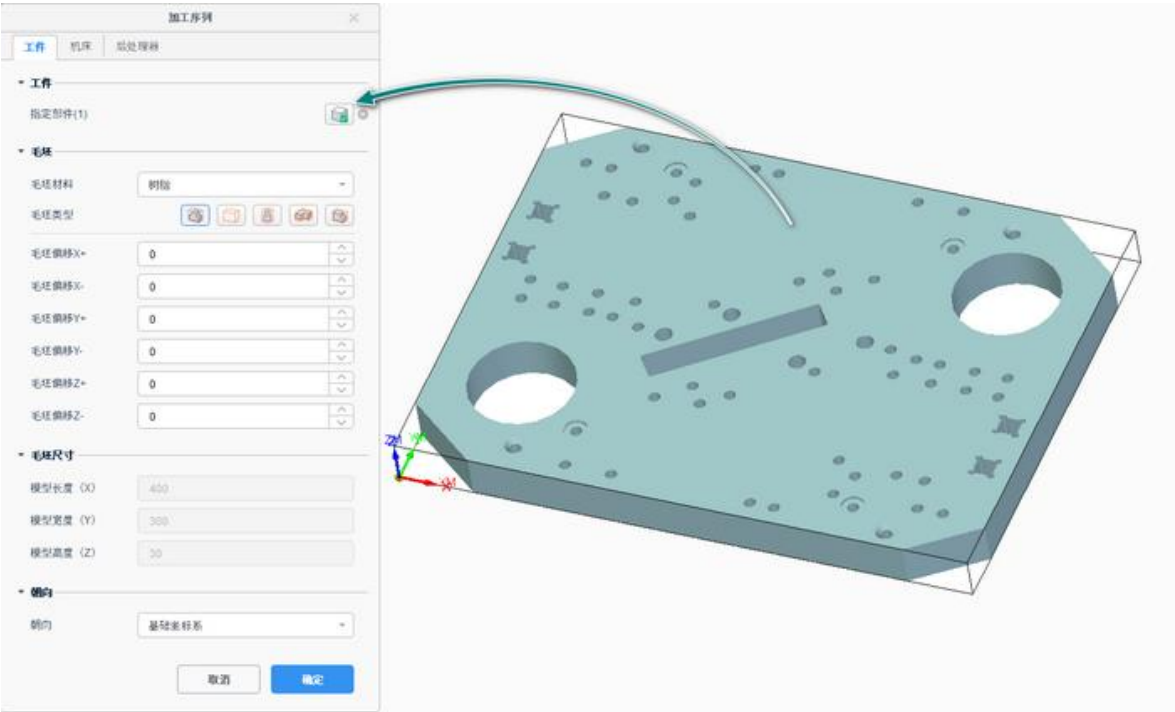 加工序列
工件 机床 后处理器
工件
指定部件(1)
毛坯
毛坯材料 树脂
毛坯类型
毛坯偏移X+ 0
毛坯偏移X- 0
毛坯偏移Y+ 0
毛坯偏移Y- 0
毛坯偏移Z+ 0
毛坯偏移Z- 0
毛坯尺寸
模型长度（X） 400
模型宽度（Y） 300
模型高度（Z） 30
朝向
朝向 基础坐标系
取消 确定